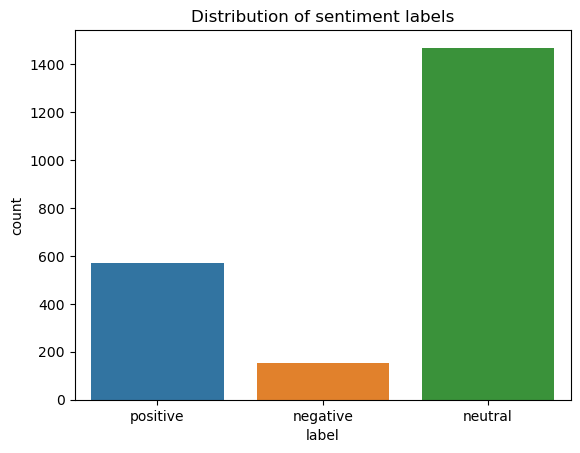 Distribution of sentiment labels
1400
1200
1000
800
600
400
200
0
count
positive negative neutral
label